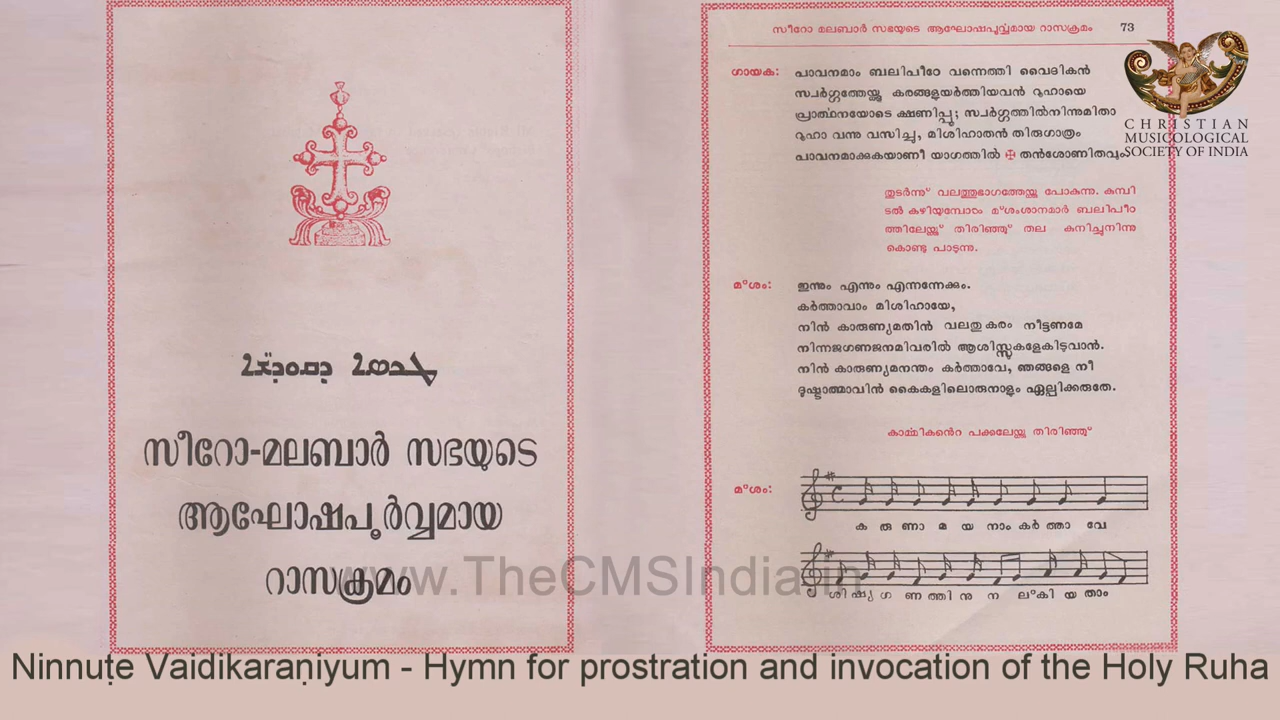 ܛܟܣܐ ܕܩܘܪܒܢܐ
സീറോ-മലബാർ സഭയുടെ
ആഘോഷപൂർവ്വമായ
റാസക്രമം
സീറോ മലബാർ സഭയുടെ ആഘോഷപൂർവ്വമായ റാസക്രമം 73
ഗായക: പാവനമാം ബലിപീഠേ വന്നെത്തി വൈദികൻ
സ്വർഗ്ഗത്തേയ്ക്കു കരങ്ങളുയർത്തിയവൻ റൂഹായെ
പ്രാർത്ഥനയോടെ ക്ഷണിപ്പൂ; സ്വർഗ്ഗത്തിൽനിന്നുമിതാ
റൂഹാ വന്നു വസിച്ചു, മിശിഹാതൻ തിരുഗാത്രം
പാവനമാക്കുകയാണീ യാഗത്തിൽ ✠ തൻശോണിതവും.
തുടർന്നു് വലത്തുഭാഗത്തേയ്ക്കു പോകുന്നു. കുമ്പി
ടൽ കഴിയുമ്പോൾ മ്ശംശാനമാർ ബലിപീഠ
ത്തിലേയ്ക്കു് തിരിഞ്ഞു് തല കുനിച്ചുനിന്നു
കൊണ്ടു പാടുന്നു.
മ്ശം: ഇന്നും എന്നും എന്നന്നേക്കും.
കർത്താവാം മിശിഹായേ,
നിൻ കാരുണ്യമതിൻ വലതു കരം നീട്ടണമേ
നിന്നജഗണജനമിവരിൽ ആശിസ്സുകളേകിടുവാൻ.
നിൻ കാരുണ്യമനന്തം കർത്താവേ, ഞങ്ങളെ നീ
ദുഷ്ടാത്മാവിൻ കൈകളിലൊരുനാളും ഏല്പിക്കരുതേ.
കാർമ്മികന്റെ പക്കലേയ്ക്കു തിരിഞ്ഞു്
മ്ശം:
ക രു ണാ മ യ നാം കർ ത്താ വേ
ശി ഷ്യ ഗ ണ ത്തി നു ന ല്കി യ താം
CHRISTIAN
MUSICOLOGICAL
SOCIETY OF INDIA
www.TheCMSIndia.in
Ninnuṭe Vaidikaraṇiyum - Hymn for prostration and invocation of the Holy Ruha